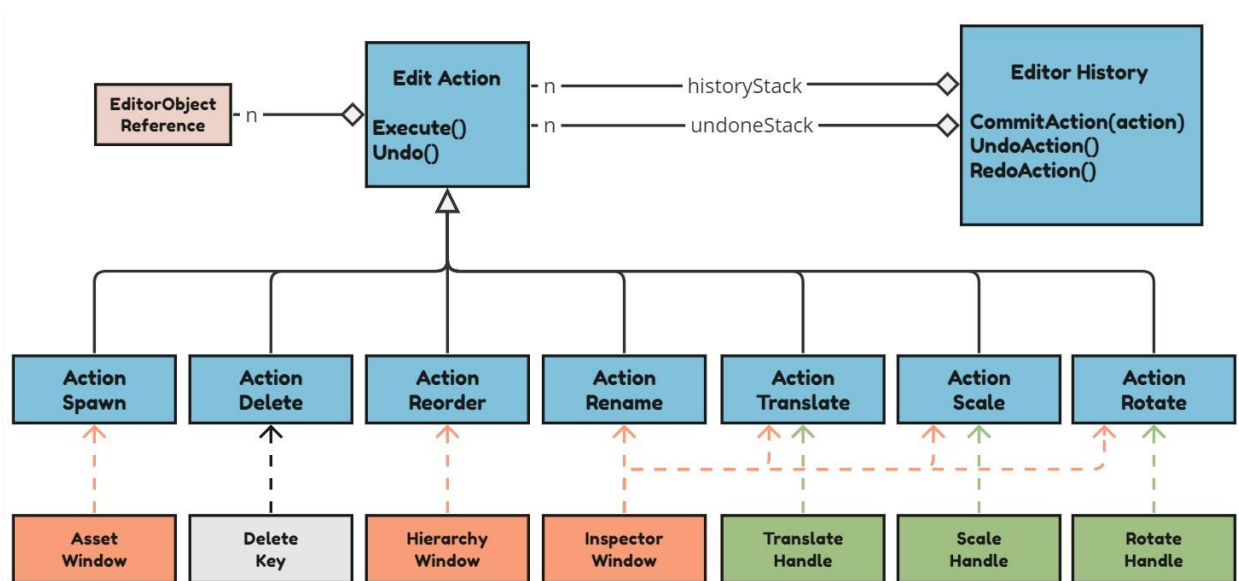 EditorObject
Reference
n
Edit Action
Execute()
Undo()
n
historyStack
n
undoneStack
Editor History
CommitAction(action)
UndoAction()
RedoAction()
Action
Spawn
Action
Delete
Action
Reorder
Action
Rename
Action
Translate
Action
Scale
Action
Rotate
Asset
Window
Delete
Key
Hierarchy
Window
Inspector
Window
Translate
Handle
Scale
Handle
Rotate
Handle